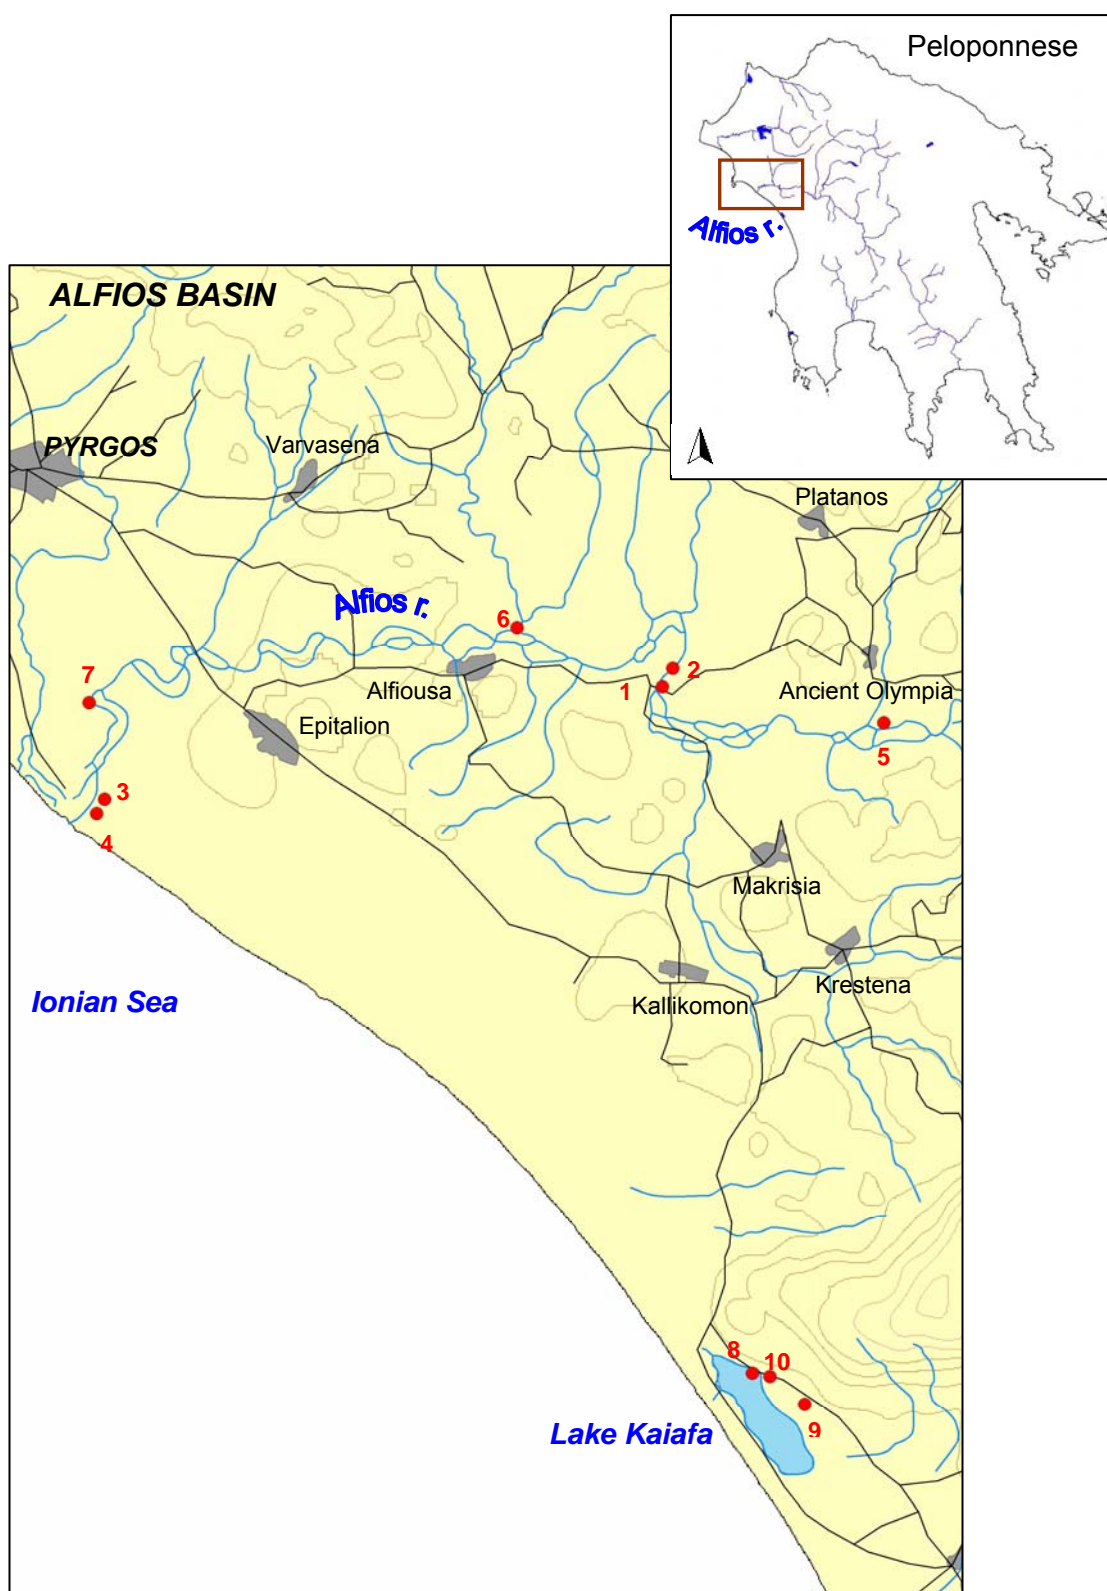 Peloponnese
Alfios r.
ALFIOS BASIN
PYRGOS
Varvasena
Platanos
Alfios r.
6
2
7
Alfiousa
1
Ancient Olympia
Epitalion
5
3
4
Makrisia
Ionian Sea
Krestena
Kallikomon
8
10
9
Lake Kaiafa